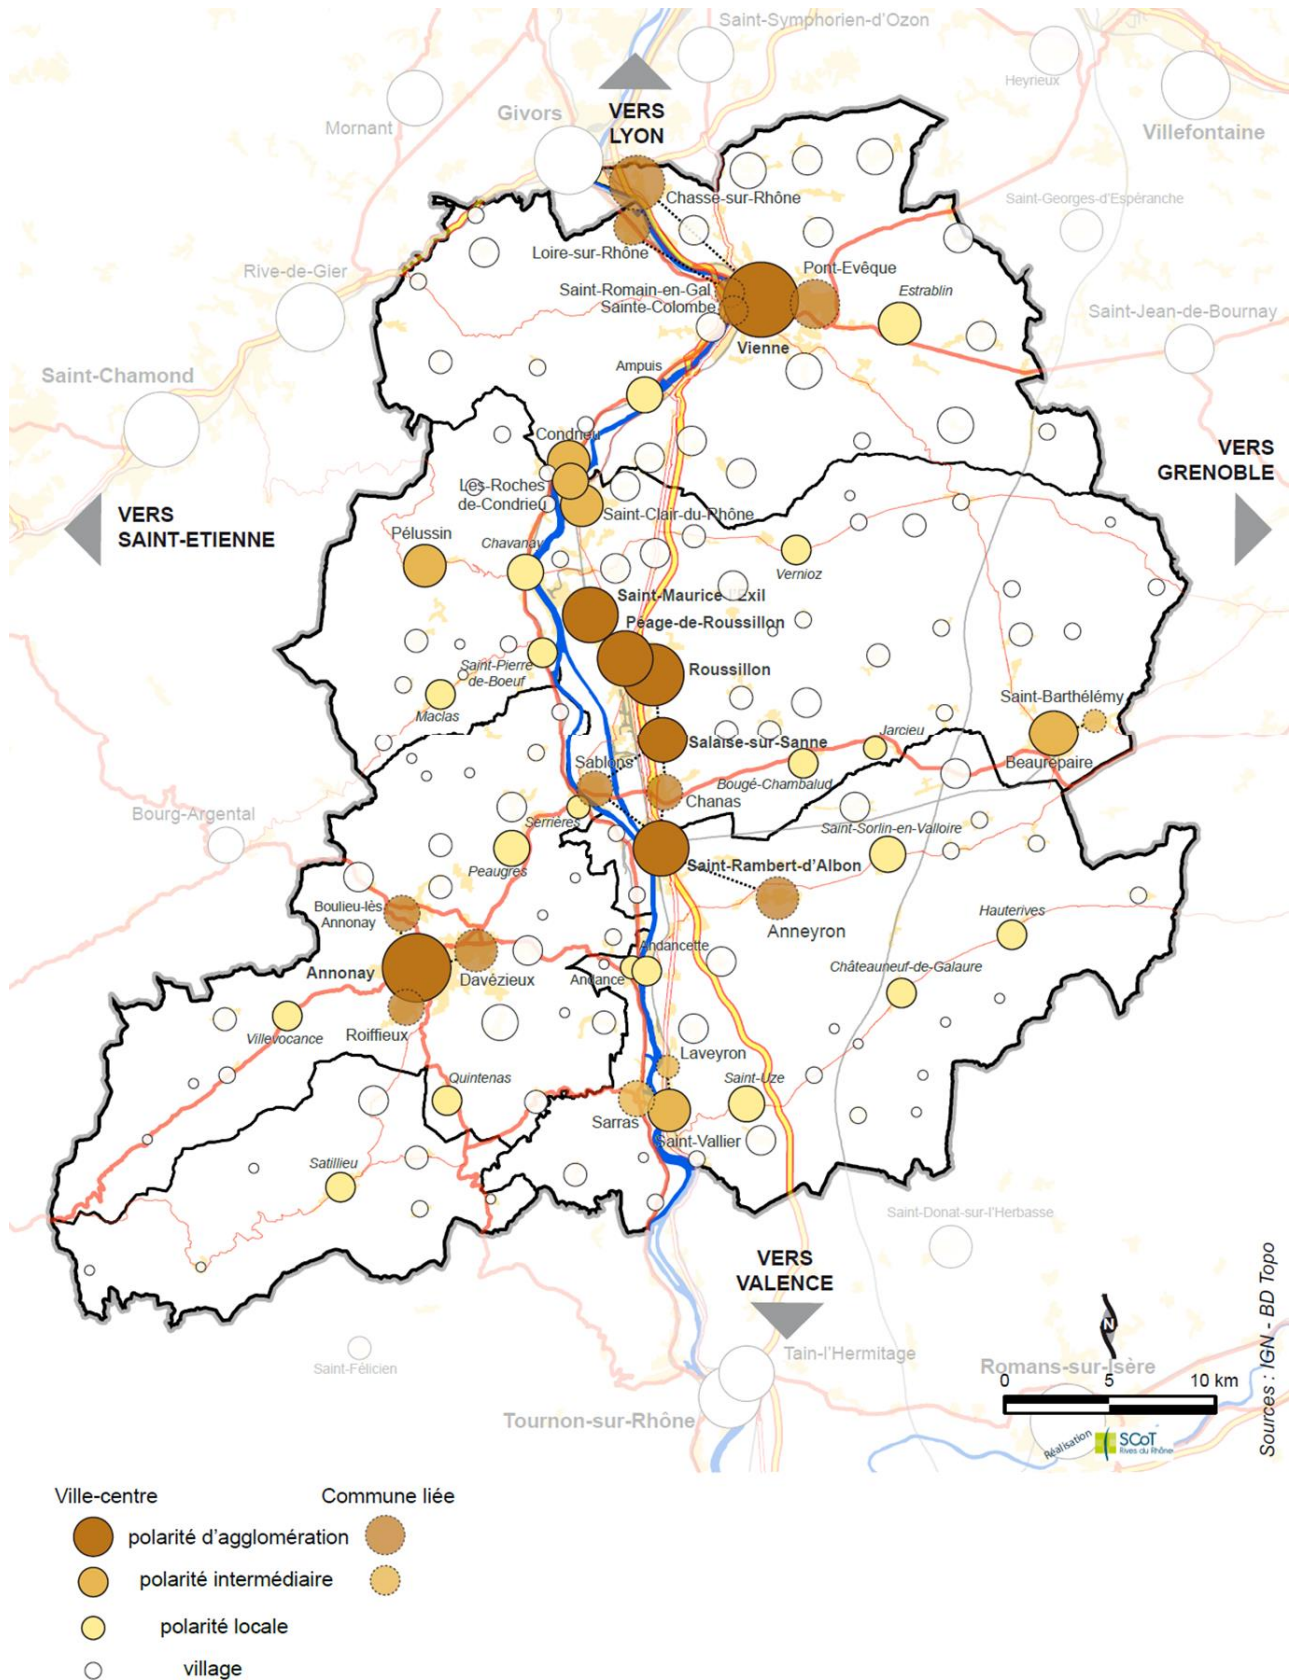 Saint-Symphorien-d'Ozon
Heyrieux
Givors
VERS
LYON
Mornant
Villefontaine
Chasse-sur-Rhône
Saint-Georges-d'Espéranche
Loire-sur-Rhône
Pont-Evêque
Rive-de-Gier
Saint-Romain-en-Gal
Estrablin
Sainte-Colombe
Saint-Jean-de-Bournay
Vienne
Ampuis
Saint-Chamond
Condrieu
VERS
GRENOBLE
Les-Roches
de-Condrieu
VERS
SAINT-ETIENNE
Saint-Clair-du-Rhône
Pélussin
Chavanay
Vernioz
Saint-Maurice-l'Exil
Péage-de-Roussillon
Saint-Pierre
de-Boeuf
Roussillon
Saint-Barthélémy
Maclas
Jarcieu
Salaise-sur-Sanne
Sablons
Beaurepaire
Bougé-Chambalud
Chanas
Bourg-Argental
Serrières
Saint-Sorlin-en-Valloire
Peaugres
Saint-Rambert-d'Albon
Boulieu-lès
Annonay
Hauterives
Anneyron
Andancette
Annonay
Davézieux
Andance
Châteauneuf-de-Galaure
Roiffieux
Villevocance
Laveyron
Quintenas
Saint-Uze
Sarras
Saint-Vallier
Satillieu
Saint-Donat-sur-l'Herbasse
VERS
VALENCE
N
Saint-Félicien
Tain-l'Hermitage
Romans-sur-Isère
0 5 10 km
Tournon-sur-Rhône
Réalisation
SCoT
Rives du Rhône
Sources : IGN - BD Topo
Ville-centre Commune liée
polarité d'agglomération
polarité intermédiaire
polarité locale
village